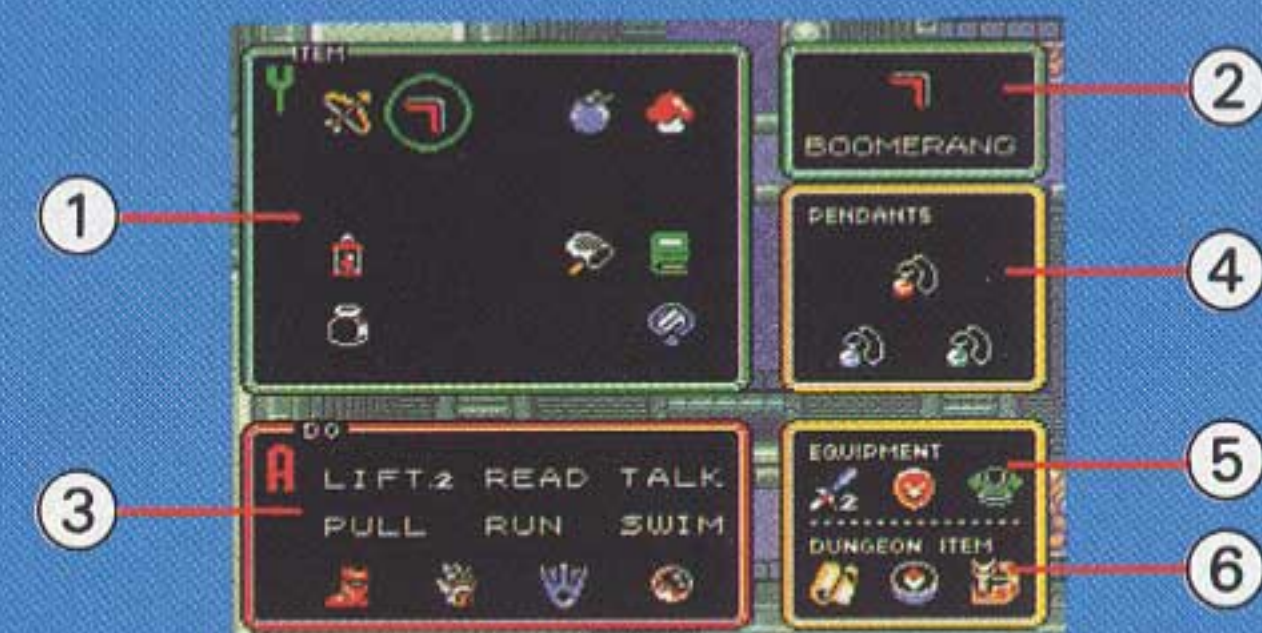 ITEM
Y
BOOMERANG
PENDANTS
DO
A
LIFT.2 READ TALK
PULL RUN SWIM
EQUIPMENT
2
DUNGEON ITEM
1
2
3
4
5
6